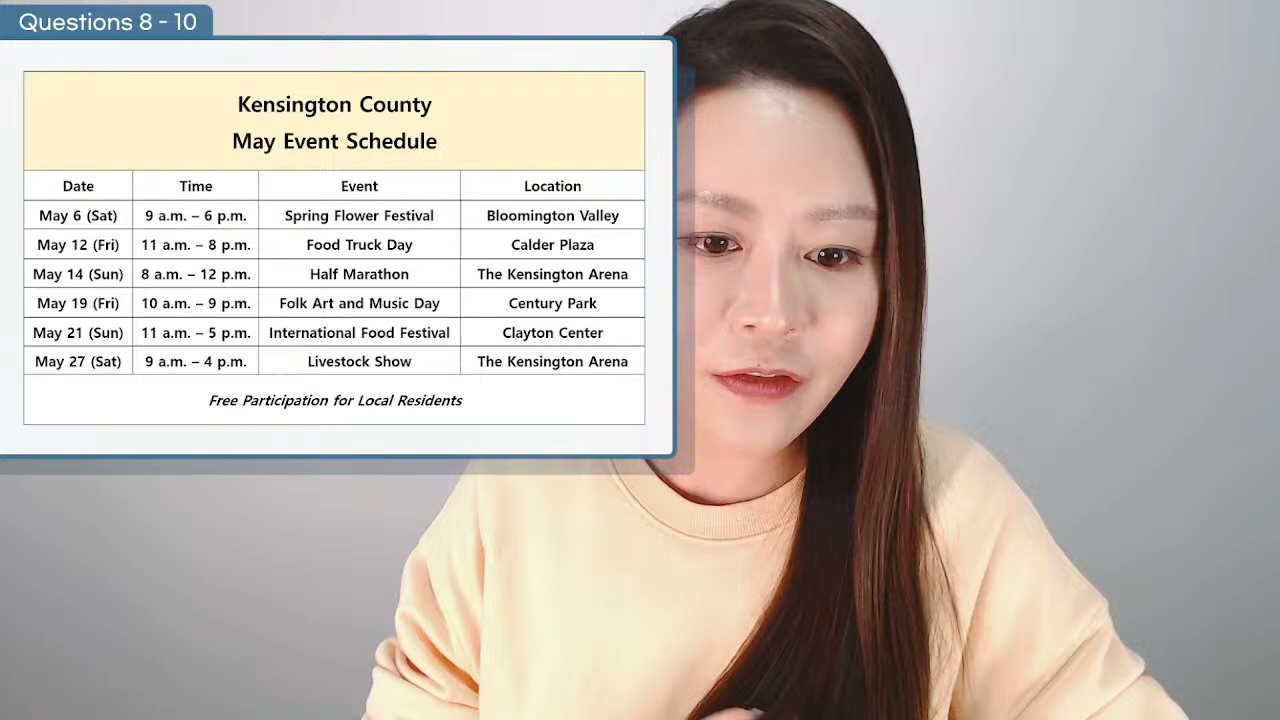 Questions 8 - 10
Kensington County
May Event Schedule
Date Time Event Location
May 6 (Sat) 9 a.m. – 6 p.m. Spring Flower Festival Bloomington Valley
May 12 (Fri) 11 a.m. – 8 p.m. Food Truck Day Calder Plaza
May 14 (Sun) 8 a.m. – 12 p.m. Half Marathon The Kensington Arena
May 19 (Fri) 10 a.m. – 9 p.m. Folk Art and Music Day Century Park
May 21 (Sun) 11 a.m. – 5 p.m. International Food Festival Clayton Center
May 27 (Sat) 9 a.m. – 4 p.m. Livestock Show The Kensington Arena
Free Participation for Local Residents